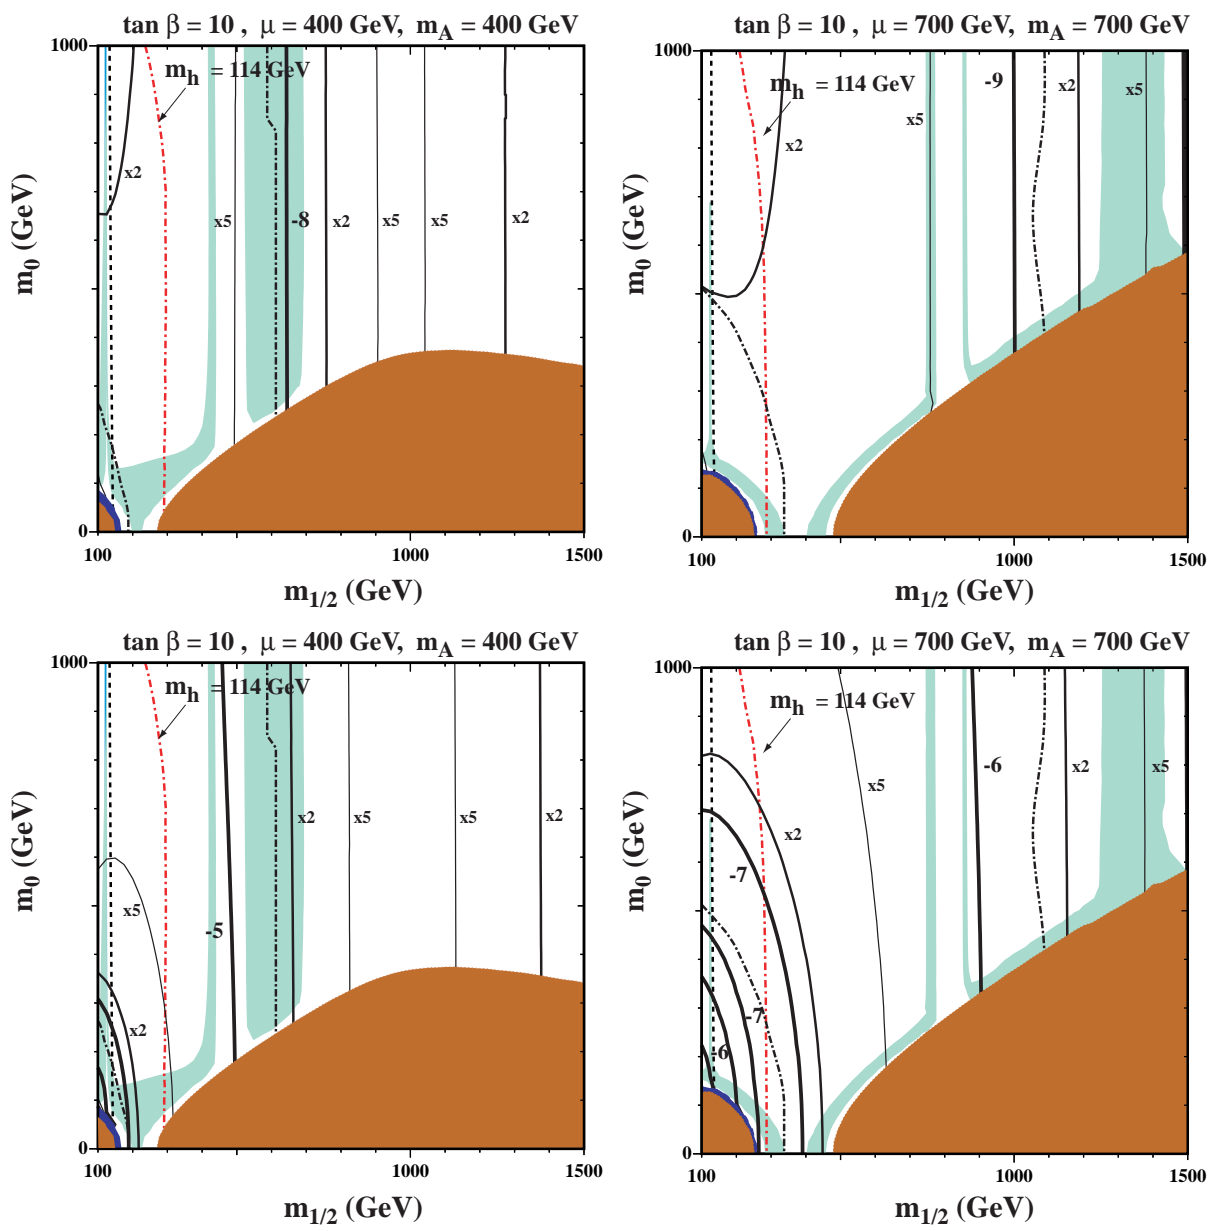 tan β = 10 , μ = 400 GeV, m_A = 400 GeV
1000
m_h = 114 GeV
x2
x5
-8
x2
x5
x5
x2
m_0 (GeV)
0
100
1000
1500
m_1/2 (GeV)
tan β = 10 , μ = 700 GeV, m_A = 700 GeV
1000
-9
x2
m_h = 114 GeV
x5
x5
x2
m_0 (GeV)
0
100
1000
1500
m_1/2 (GeV)
tan β = 10 , μ = 400 GeV, m_A = 400 GeV
1000
m_h = 114 GeV
x2
x5
x5
x2
x5
-5
x2
m_0 (GeV)
0
100
1000
1500
m_1/2 (GeV)
tan β = 10 , μ = 700 GeV, m_A = 700 GeV
1000
m_h = 114 GeV
-6
x2
x5
x5
x2
-7
-7
-6
m_0 (GeV)
0
100
1000
1500
m_1/2 (GeV)